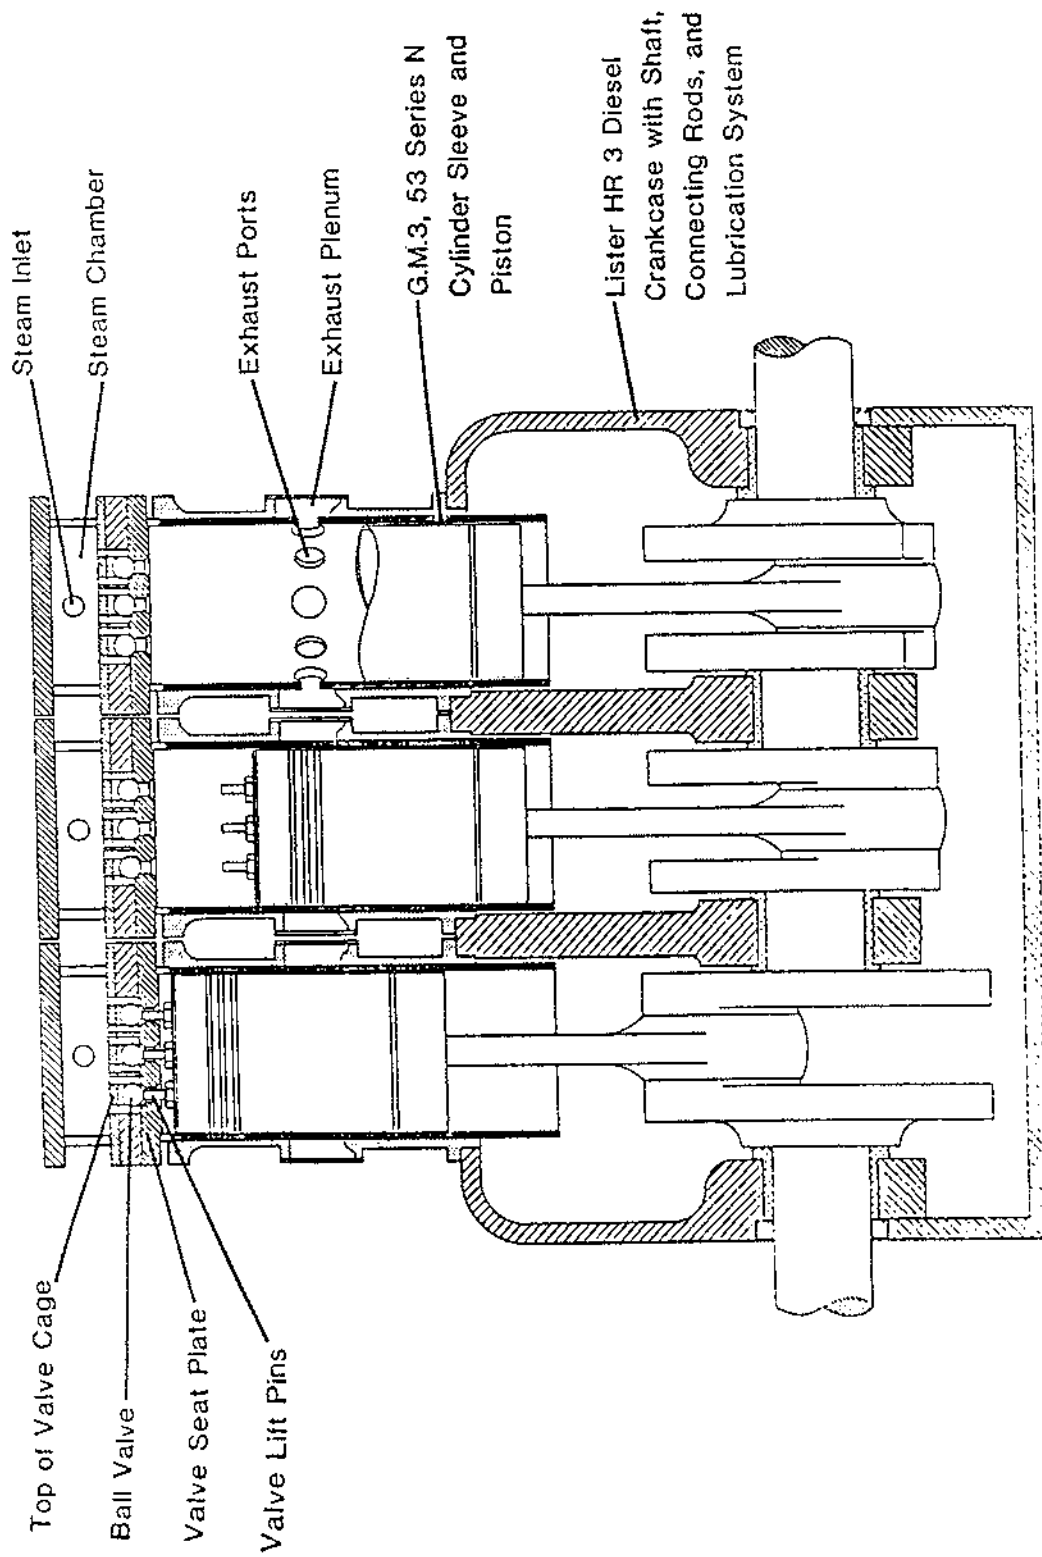 Steam Inlet
Steam Chamber
Exhaust Ports
Exhaust Plenum
G.M.3, 53 Series N
Cylinder Sleeve and
Piston
Lister HR 3 Diesel
Crankcase with Shaft,
Connecting Rods, and
Lubrication System
Top of Valve Cage
Ball Valve
Valve Seat Plate
Valve Lift Pins